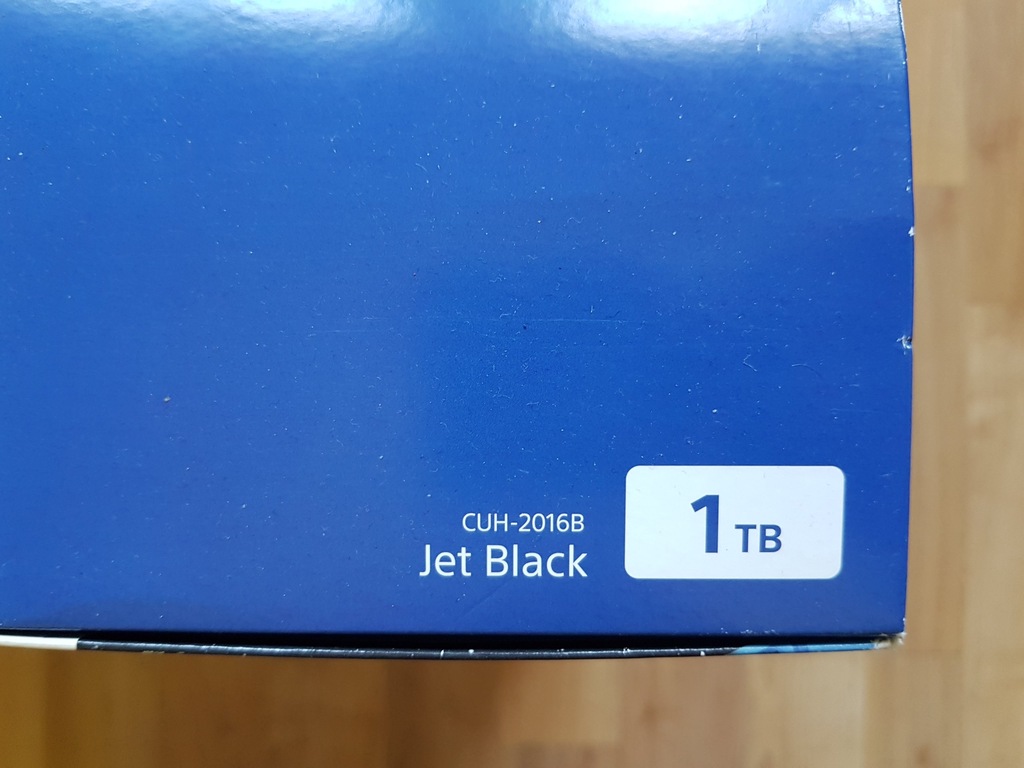 CUH-2016B
Jet Black
1 TB